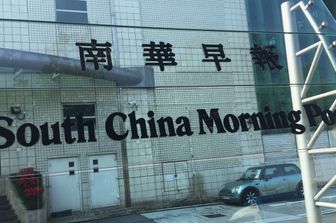 南華早報
South China Morning Po